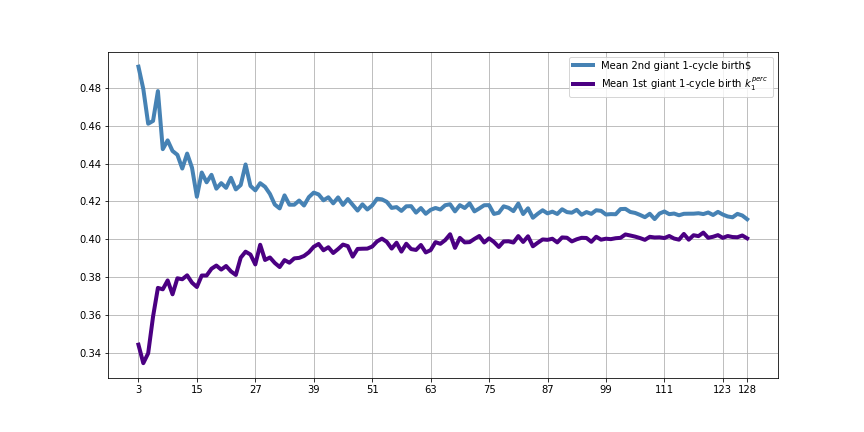 Mean 2nd giant 1-cycle birth$
Mean 1st giant 1-cycle birth k_1^perc
0.48
0.46
0.44
0.42
0.40
0.38
0.36
0.34
3 15 27 39 51 63 75 87 99 111 123 128